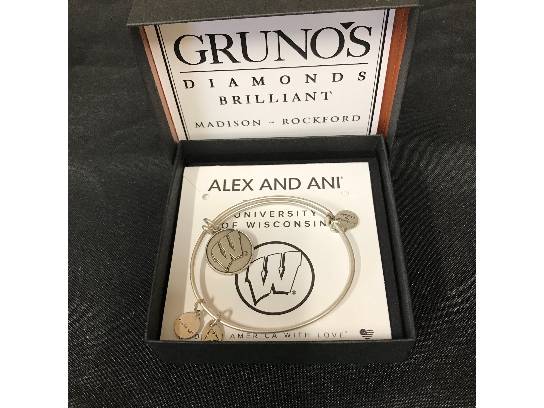 GRUNO'S
DIAMONDS
BRILLIANT
MADISON ~ ROCKFORD
ALEX AND ANI®
UNIVERSITY
OF WISCONSIN
W
W®
AMERICA WITH LOVE